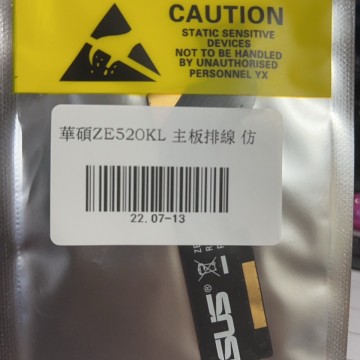 CAUTION
STATIC SENSITIVE
DEVICES
NOT TO BE HANDLED
BY UNAUTHORISED
PERSONNEL YX
華碩ZE520KL 主板排線 仿
22.07-13
SUS®